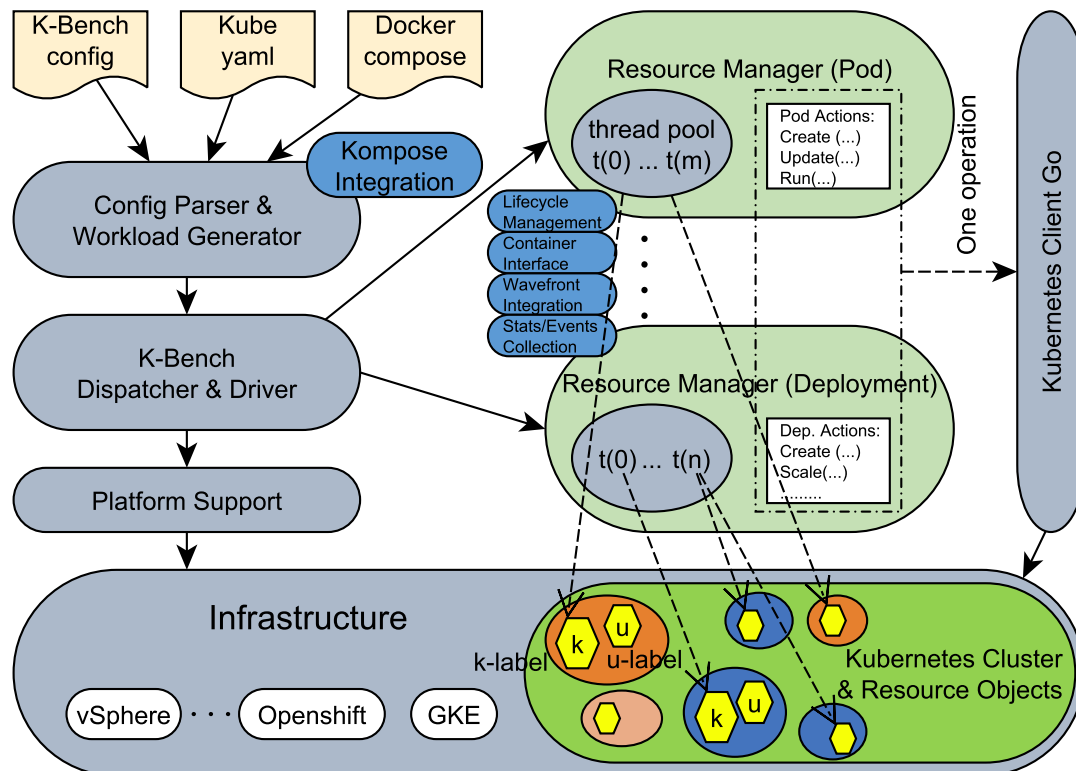 K-Bench
config
Kube
yaml
Docker
compose
Kompose
Integration
Config Parser &
Workload Generator
K-Bench
Dispatcher & Driver
Platform Support
Resource Manager (Pod)
thread pool
t(0) ... t(m)
Pod Actions:
Create (...)
Update(...)
Run(...)
Lifecycle
Management
Container
Interface
Wavefront
Integration
Stats/Events
Collection
One operation
Kubernetes Client Go
Resource Manager (Deployment)
t(0) ... t(n)
Dep. Actions:
Create (...)
Scale(...)
.........
Infrastructure
k
u
k-label
u-label
k
u
Kubernetes Cluster
& Resource Objects
vSphere
. . .
Openshift
GKE